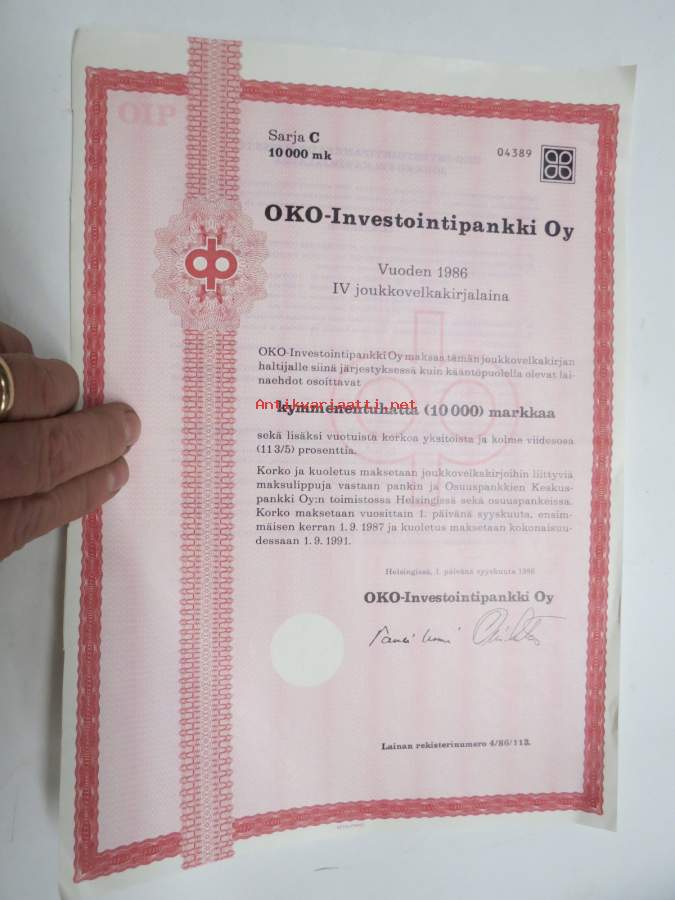 OIP
Sarja C
10 000 mk
04389
OKO-Investointipankki Oy
Vuoden 1986
IV joukkovelkakirjalaina
OKO-Investointipankki Oy maksaa tämän joukkovelkakirjan
haltijalle siinä järjestyksessä kuin kääntöpuolella olevat lai-
naehdot osoittavat
Antikvariaatti.net
kymmenentuhatta (10 000) markkaa
sekä lisäksi vuotuista korkoa yksitoista ja kolme viidesosa
(11 3/5) prosenttia.
Korko ja kuoletus maksetaan joukkovelkakirjoihin liittyviä
maksulippuja vastaan pankin ja Osuuspankkien Keskus-
pankki Oy:n toimistossa Helsingissä sekä osuuspankeissa.
Korko maksetaan vuosittain 1. päivänä syyskuuta, ensim-
mäisen kerran 1.9.1987 ja kuoletus maksetaan kokonaisuu-
dessaan 1.9.1991.
Helsingissä, 1. päivänä syyskuuta 1986
OKO-Investointipankki Oy
Lainan rekisterinumero 4/86/113.